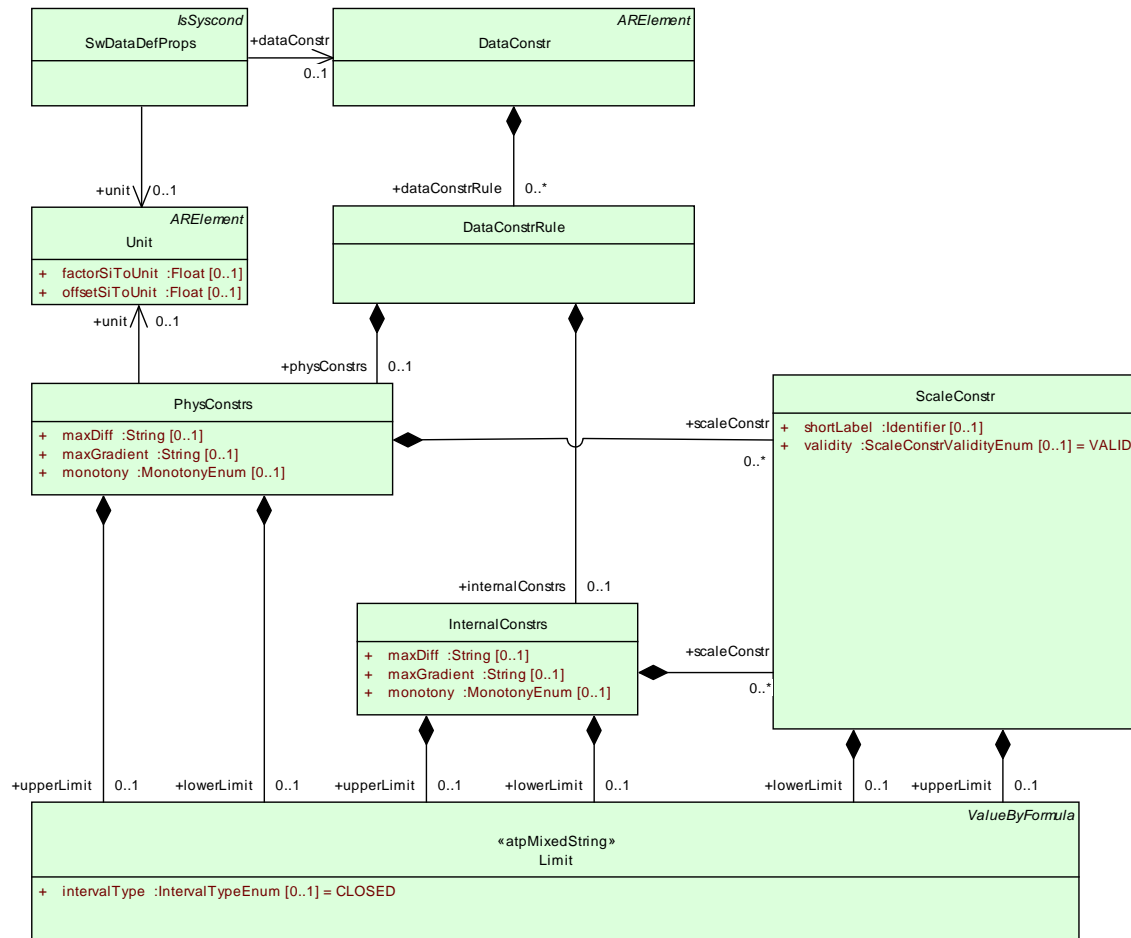 IsSyscond
SwDataDefProps
+dataConstr
0..1
ARElement
DataConstr
+unit
0..1
+dataConstrRule
0..*
ARElement
Unit
+ factorSiToUnit :Float [0..1]
+ offsetSiToUnit :Float [0..1]
DataConstrRule
+unit
0..1
+physConstrs
0..1
PhysConstrs
+ maxDiff :String [0..1]
+ maxGradient :String [0..1]
+ monotony :MonotonyEnum [0..1]
+scaleConstr
0..*
ScaleConstr
+ shortLabel :Identifier [0..1]
+ validity :ScaleConstrValidityEnum [0..1] = VALID
+internalConstrs
0..1
InternalConstrs
+ maxDiff :String [0..1]
+ maxGradient :String [0..1]
+ monotony :MonotonyEnum [0..1]
+scaleConstr
0..*
+upperLimit
0..1
+lowerLimit
0..1
+upperLimit
0..1
+lowerLimit
0..1
+lowerLimit
0..1
+upperLimit
0..1
ValueByFormula
«atpMixedString»
Limit
+ intervalType :IntervalTypeEnum [0..1] = CLOSED